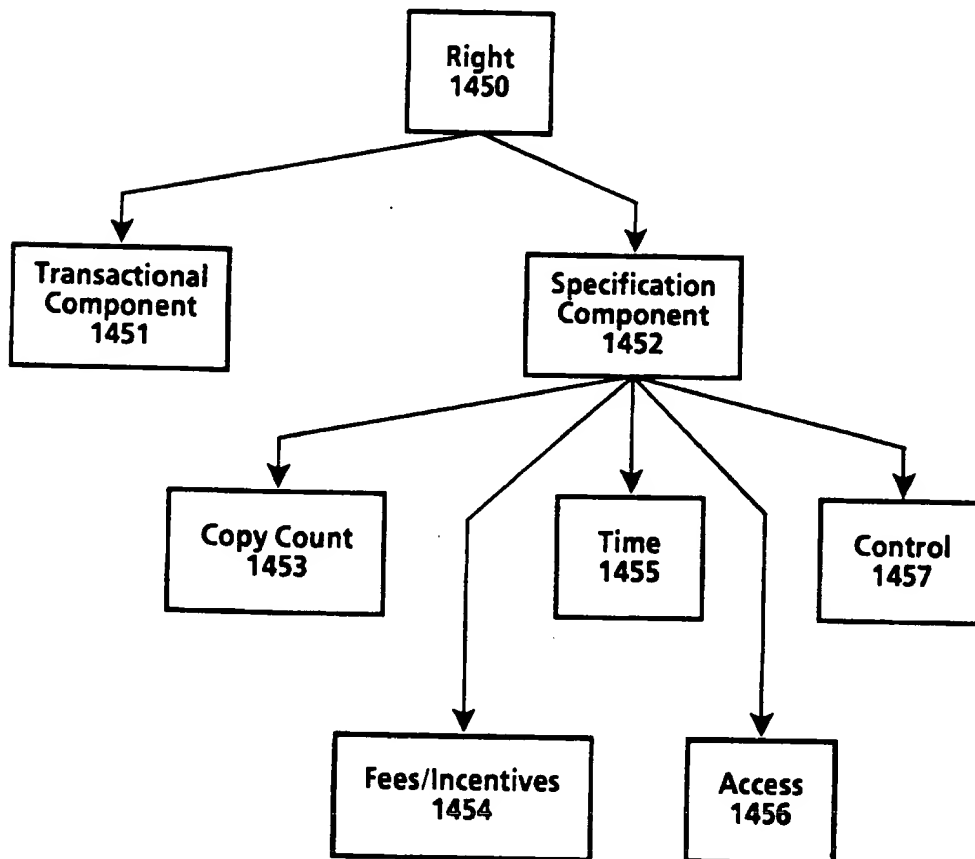 Right
1450
Transactional
Component
1451
Specification
Component
1452
Copy Count
1453
Time
1455
Control
1457
Fees/Incentives
1454
Access
1456